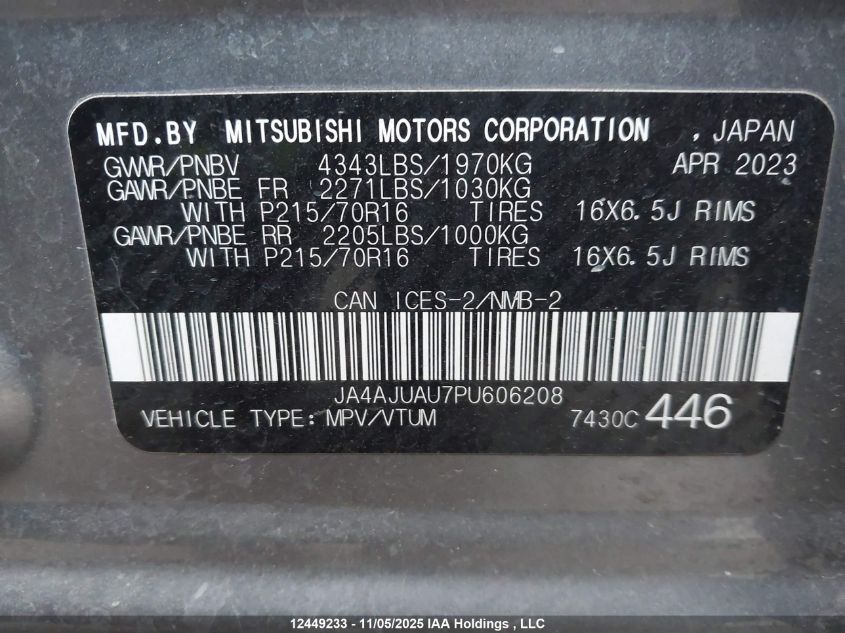 MFD.BY MITSUBISHI MOTORS CORPORATION , JAPAN
GVWR/PNBV 4343LBS/1970KG APR 2023
GAWR/PNBE FR 2271LBS/1030KG
WITH P215/70R16 TIRES 16X6.5J RIMS
GAWR/PNBE RR 2205LBS/1000KG
WITH P215/70R16 TIRES 16X6.5J RIMS
CAN ICES-2/NMB-2
JA4AJUAU7PU606208
VEHICLE TYPE: MPV/VTUM 7430C 446
12449233 - 11/05/2025 IAA Holdings , LLC